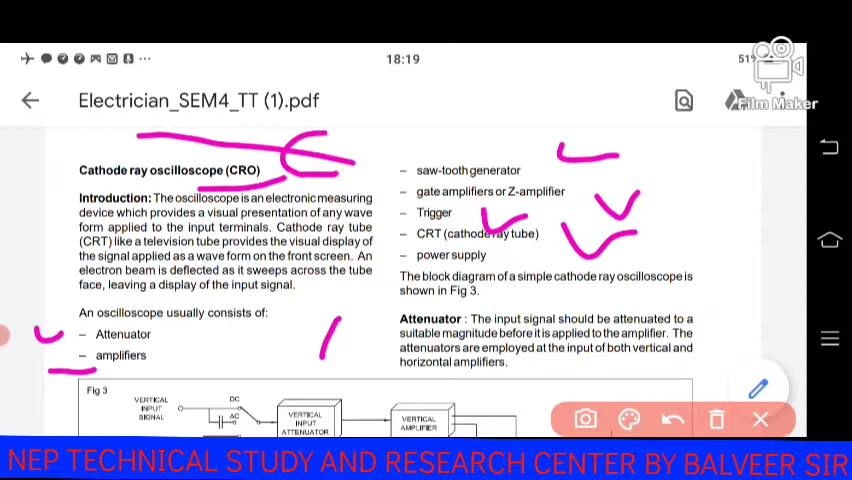 18:19
51%
Electrician_SEM4_TT (1).pdf
Film Maker
Cathode ray oscilloscope (CRO)
Introduction: The oscilloscope is an electronic measuring
device which provides a visual presentation of any wave
form applied to the input terminals. Cathode ray tube
(CRT) like a television tube provides the visual display of
the signal applied as a wave form on the front screen. An
electron beam is deflected as it sweeps across the tube
face, leaving a display of the input signal.
An oscilloscope usually consists of:
– Attenuator
– amplifiers
– saw-tooth generator
– gate amplifiers or Z-amplifier
– Trigger
– CRT (cathode ray tube)
– power supply
The block diagram of a simple cathode ray oscilloscope is
shown in Fig 3.
Attenuator : The input signal should be attenuated to a
suitable magnitude before it is applied to the amplifier. The
attenuators are employed at the input of both vertical and
horizontal amplifiers.
Fig 3
VERTICAL
INPUT
SIGNAL
DC
AC
VERTICAL
INPUT
ATTENUATOR
VERTICAL
AMPLIFIER
NEP TECHNICAL STUDY AND RESEARCH CENTER BY BALVEER SIR